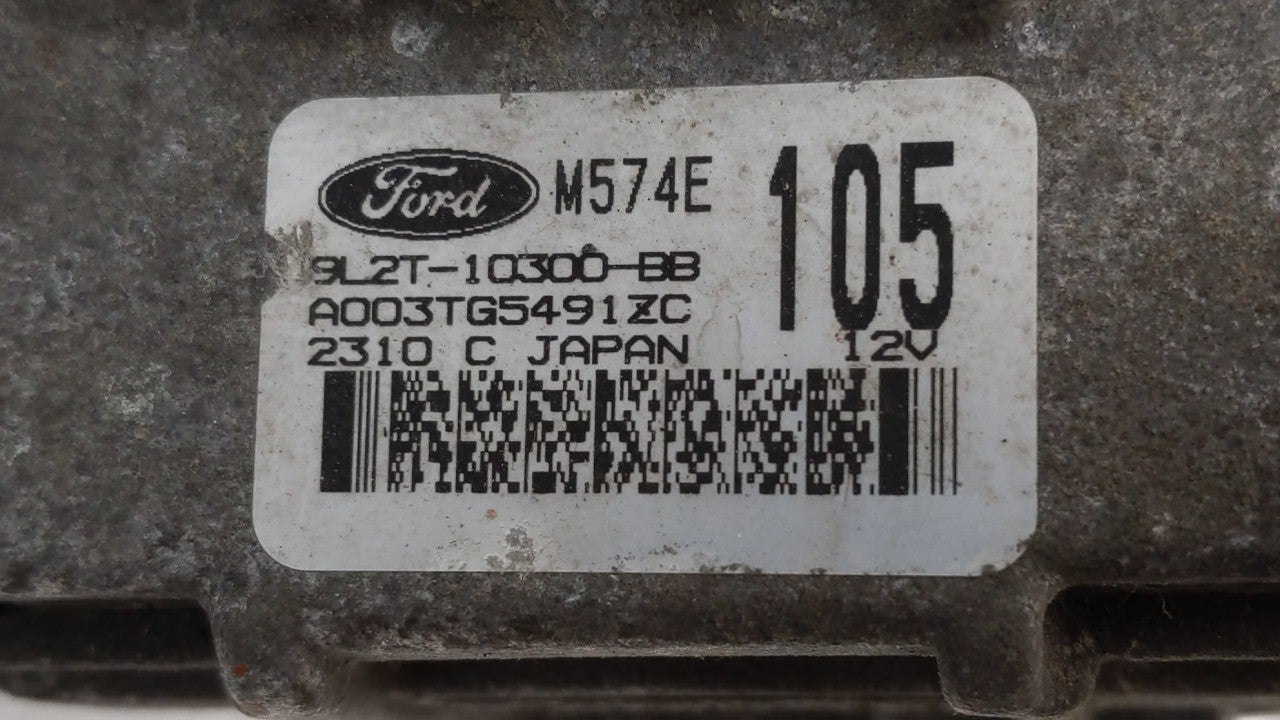 Ford M574E 105
9L2T-10300-BB
A003TG5491ZC
2310 C JAPAN 12V